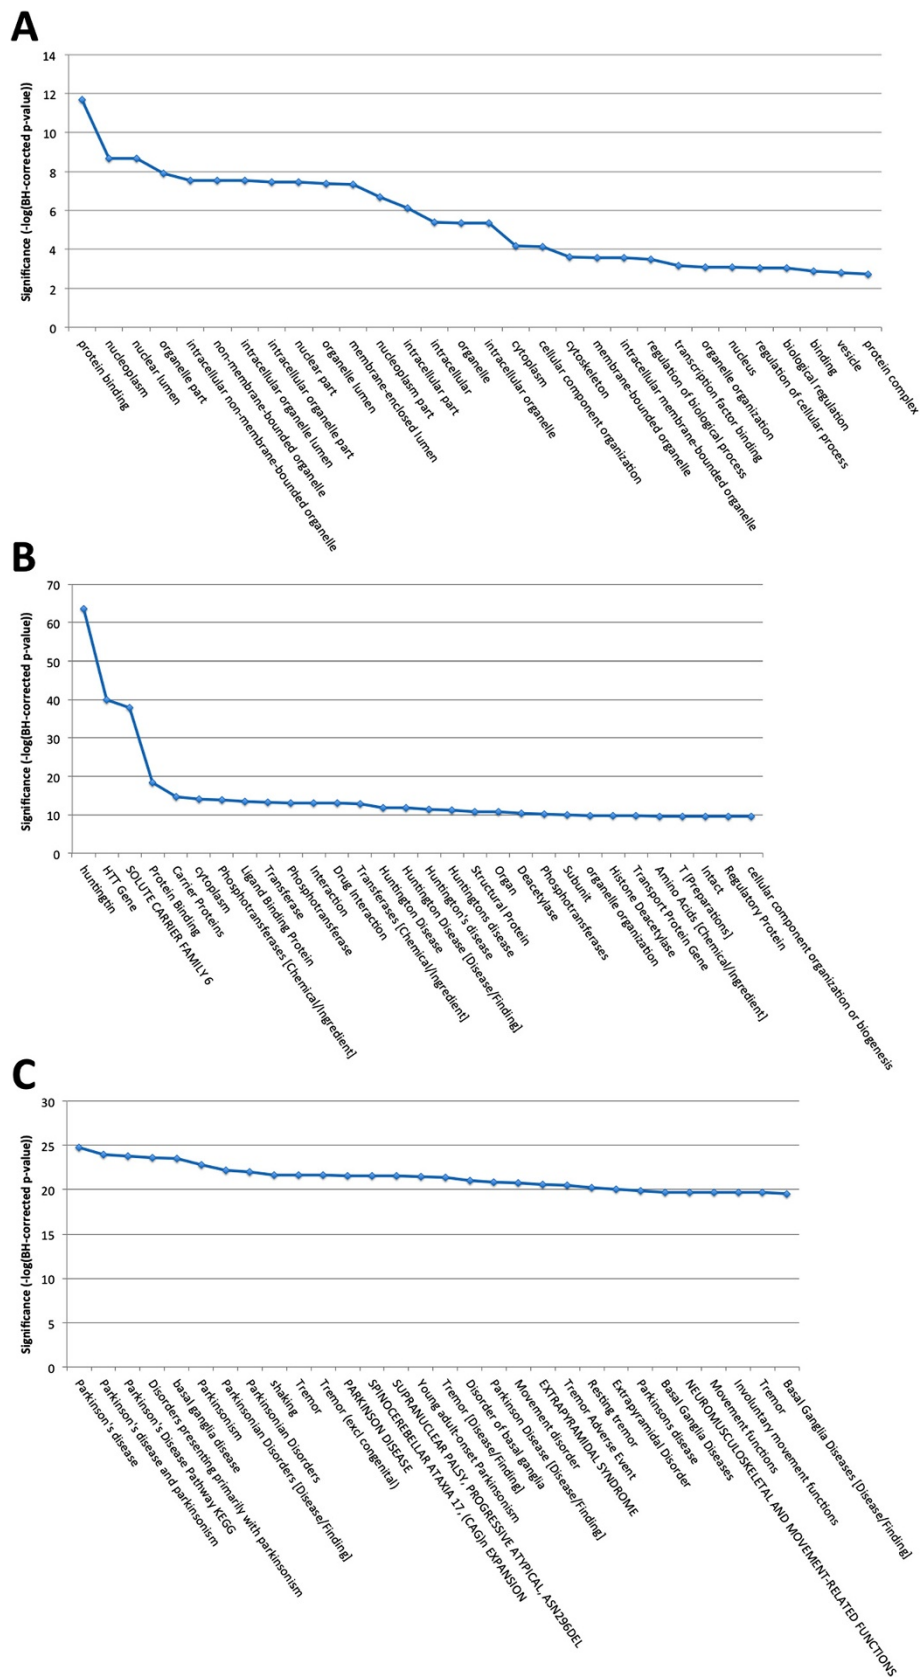 A
Significance (-log(BH-corrected p-value))
14
12
10
8
6
4
2
0
protein binding
nucleoplasm
nuclear lumen
organelle part
intracellular non-membrane-bounded organelle
non-membrane-bounded organelle
intracellular organelle lumen
intracellular organelle part
nuclear part
organelle lumen
membrane-enclosed lumen
nucleoplasm part
intracellular part
intracellular
organelle
intracellular organelle
cytoplasm
cellular component organization
cytoskeleton
membrane-bounded organelle
intracellular membrane-bounded organelle
regulation of biological process
transcription factor binding
organelle organization
nucleus
regulation of cellular process
biological regulation
binding
vesicle
protein complex
B
Significance (-log(BH-corrected p-value))
70
60
50
40
30
20
10
0
huntingtin
HTT Gene
SOLUTE CARRIER FAMILY 6
Protein Binding
Carrier Proteins
cytoplasm
Phosphotransferases [Chemical/Ingredient]
Ligand Binding Protein
Transferase
Phosphotransferase
Interaction
Drug Interaction
Transferases [Chemical/Ingredient]
Huntington Disease
Huntington Disease [Disease/Finding]
Huntington's disease
Huntingtons disease
Structural Protein
Organ
Deacetylase
Phosphotransferases
Subunit
organelle organization
Histone Deacetylase
Transport Protein Gene
Amino Acids [Chemical/Ingredient]
T [Preparations]
Intact
Regulatory Protein
cellular component organization or biogenesis
C
Significance (-log(BH-corrected p-value))
30
25
20
15
10
5
0
Parkinson's disease
Parkinson's disease and parkinsonism
Parkinson's Disease Pathway KEGG
Disorders presenting primarily with parkinsonism
basal ganglia disease
Parkinsonism
Parkinsonian Disorders [Disease/Finding]
Parkinsonian Disorders
shaking
Tremor
Tremor (excl congenital)
PARKINSON DISEASE
SPINOCEREBELLAR ATAXIA 17, (CAG)n EXPANSION
SUPRANUCLEAR PALSY, PROGRESSIVE ATYPICAL, ASN296DEL
Young adult-onset Parkinsonism
Tremor [Disease/Finding]
Disorder of basal ganglia
Parkinson Disease [Disease/Finding]
Movement disorder
EXTRAPYRAMIDAL SYNDROME
Tremor Adverse Event
Resting tremor
Extrapyramidal Disorder
Parkinsons disease
Basal Ganglia Diseases
NEUROMUSCULOSKELETAL AND MOVEMENT-RELATED FUNCTIONS
Movement functions
Involuntary movement functions
Tremor
Basal Ganglia Diseases [Disease/Finding]